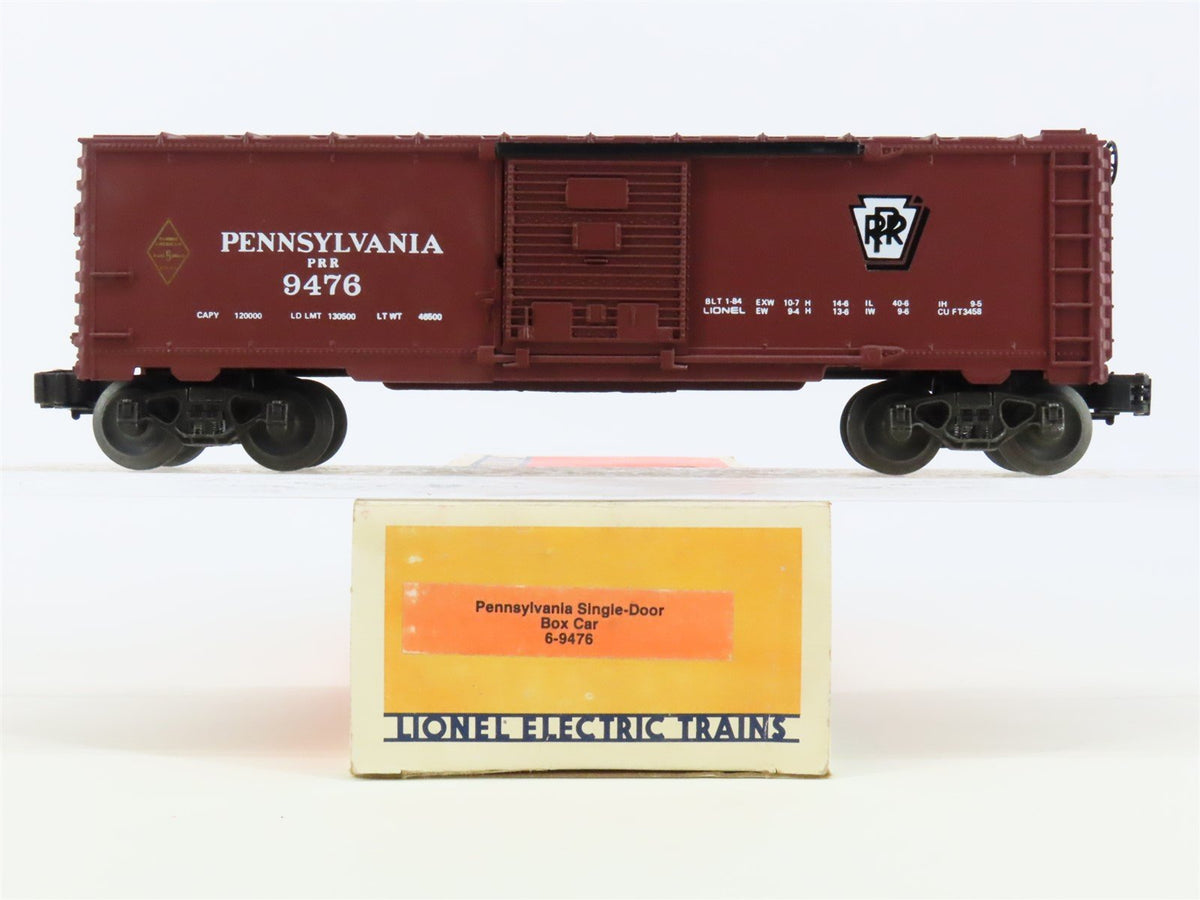 PENNSYLVANIA
PRR
9476
CAPY 120000 LD LMT 130500 LT WT 46500
PRR
BLT 1-84 EXW 10-7 H 14-6 IL 40-6 IH 9-5
LIONEL EW 9-4 H 13-6 IW 9-6 CU FT3458
Pennsylvania Single-Door
Box Car
6-9476
LIONEL ELECTRIC TRAINS